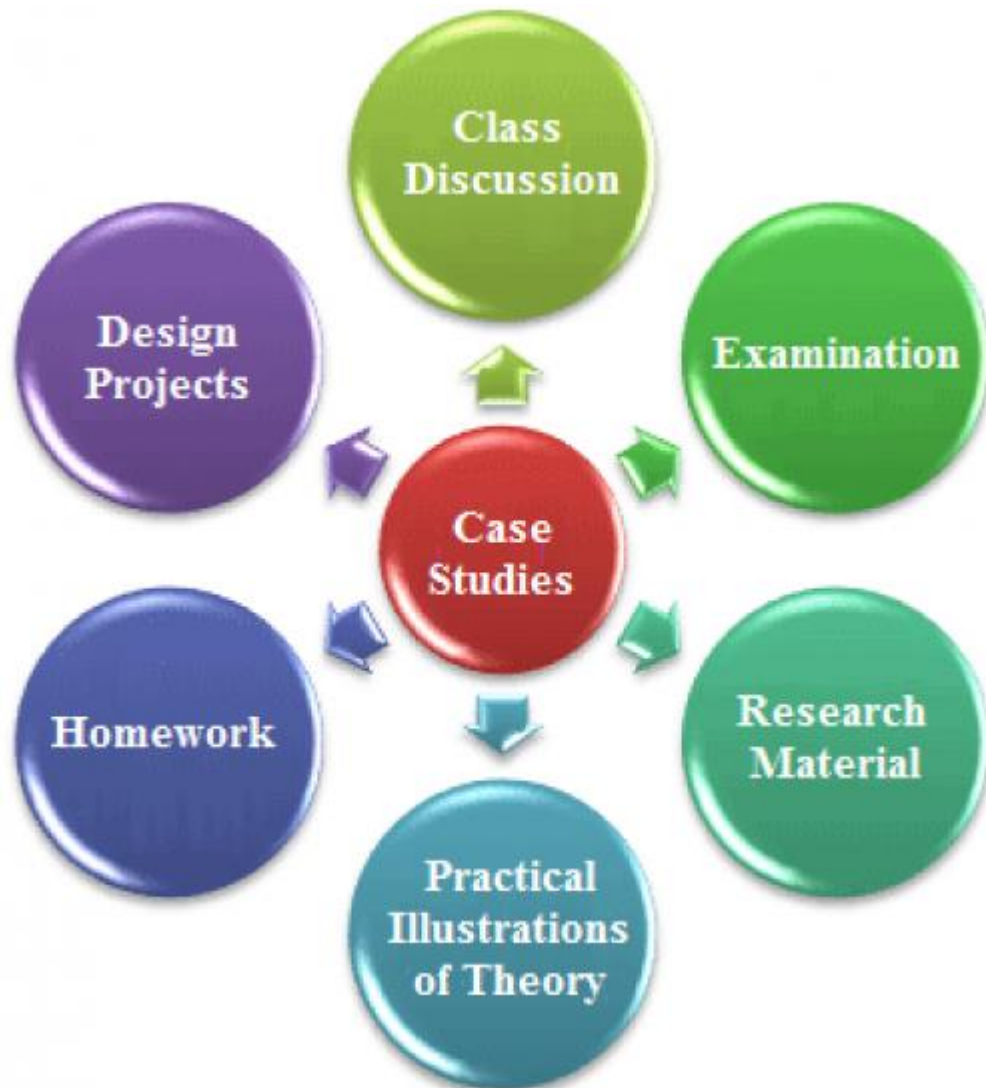 Class
Discussion
Design
Projects
Examination
Case
Studies
Homework
Research
Material
Practical
Illustrations
of Theory